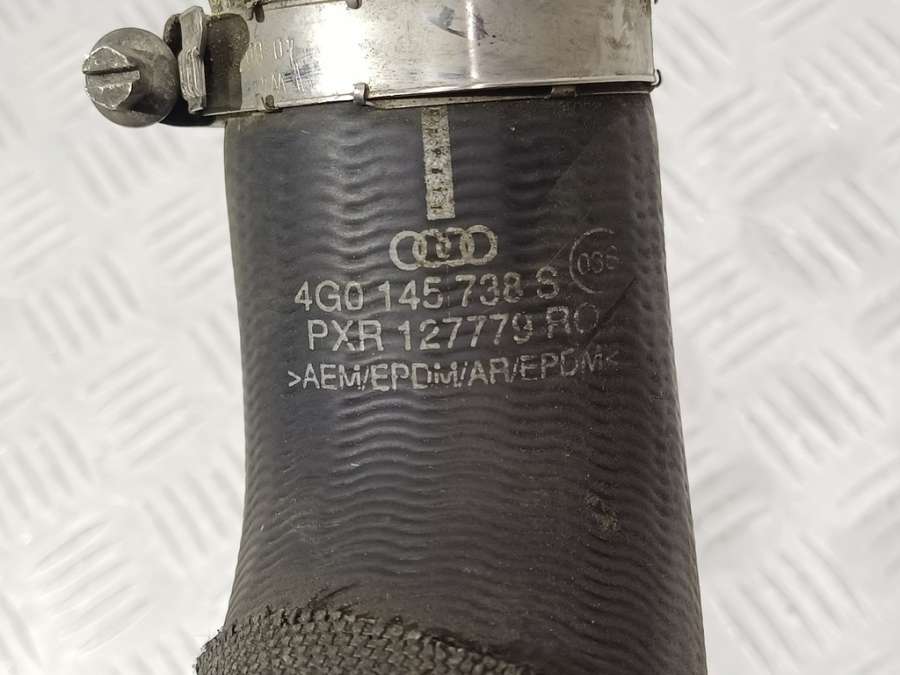 4G0 145 738 S
PXR 127779 RO
>AEM/EPDM/AR/EPDM<